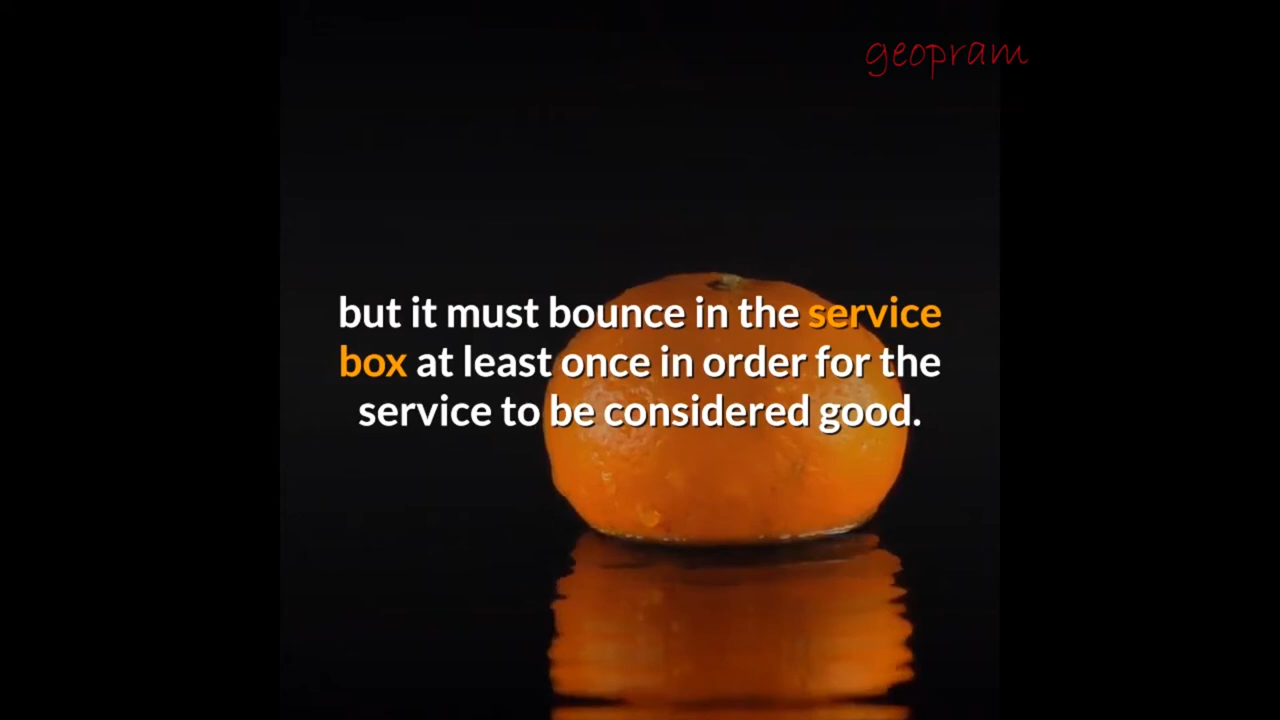 geopram
but it must bounce in the service
box at least once in order for the
service to be considered good.